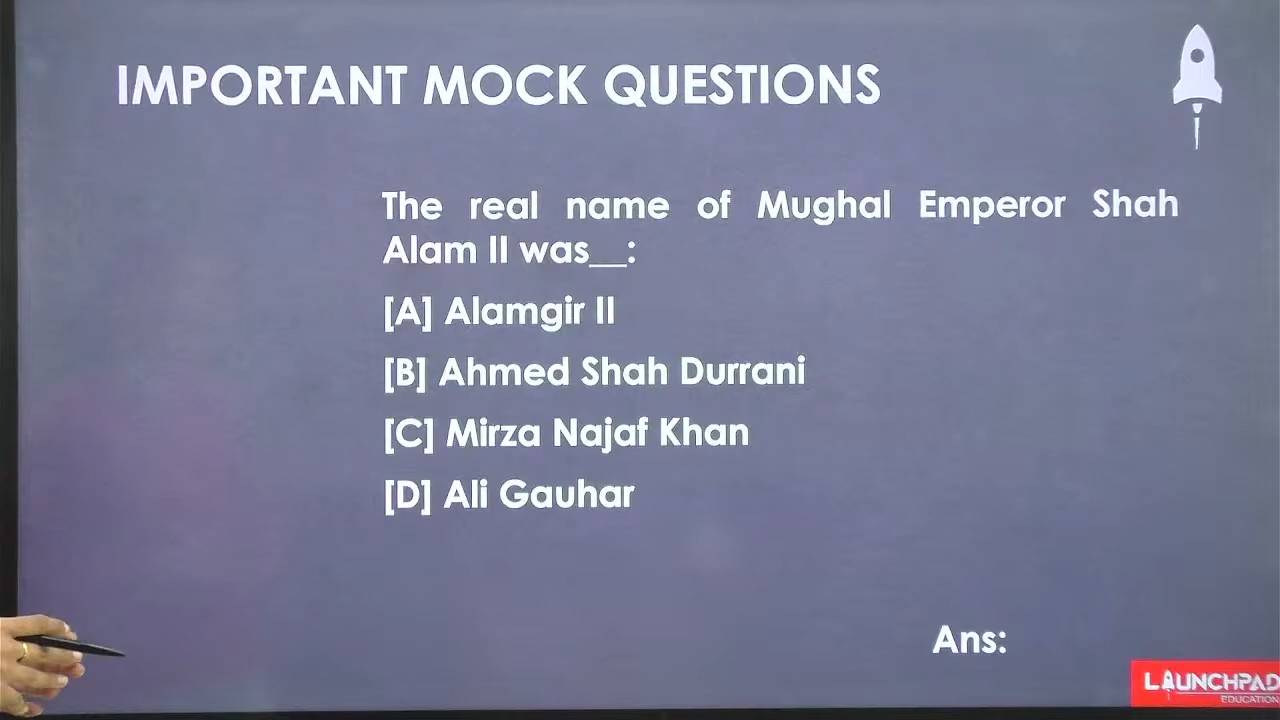 IMPORTANT MOCK QUESTIONS
The real name of Mughal Emperor Shah
Alam II was__:
[A] Alamgir II
[B] Ahmed Shah Durrani
[C] Mirza Najaf Khan
[D] Ali Gauhar
Ans:
LAUNCHPAD
EDUCATION